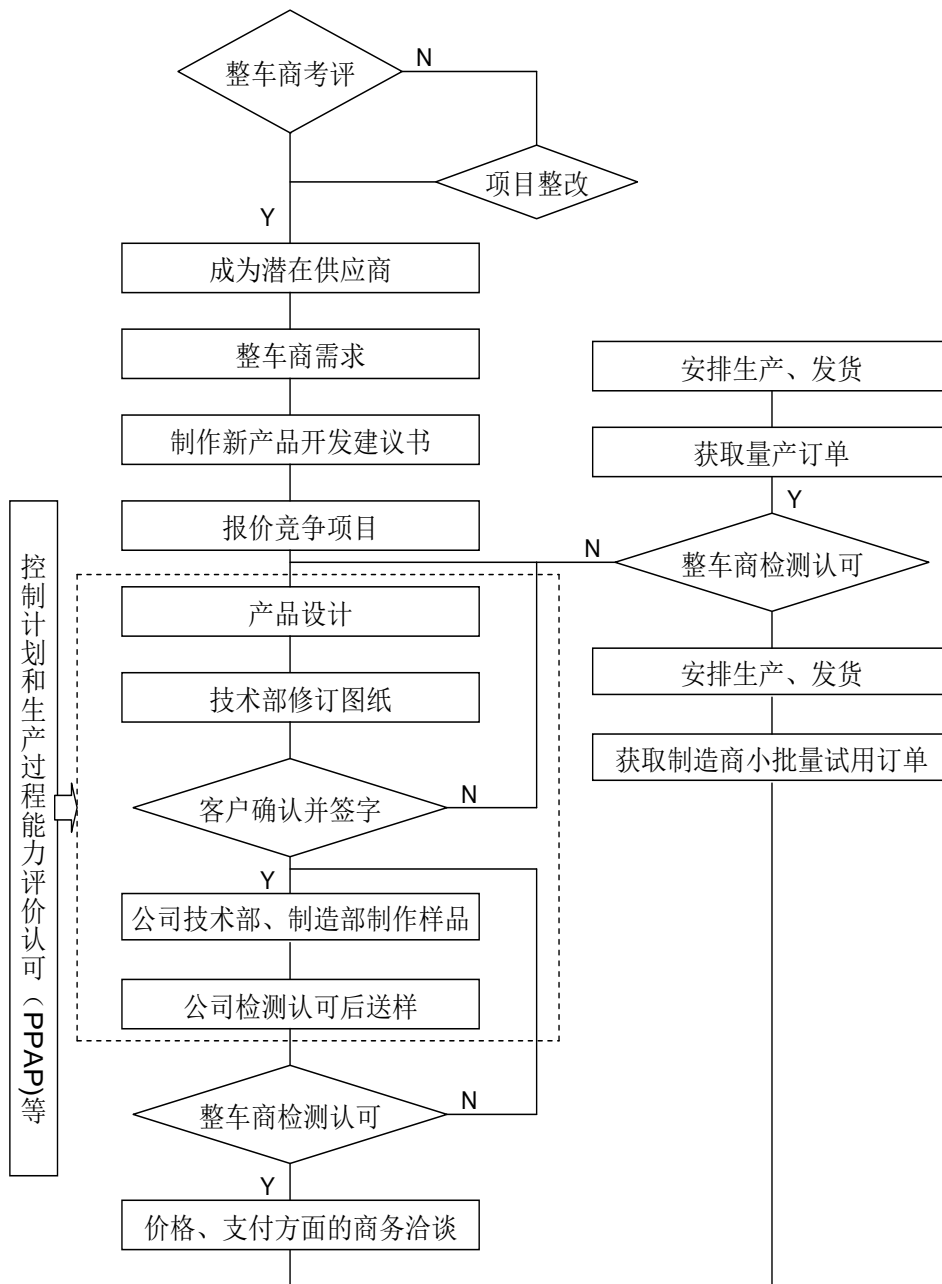 整车商考评
N
项目整改
Y
成为潜在供应商
整车商需求
制作新产品开发建议书
报价竞争项目
产品设计
技术部修订图纸
客户确认并签字
N
Y
公司技术部、制造部制作样品
公司检测认可后送样
整车商检测认可
N
Y
价格、支付方面的商务洽谈
控制计划和生产过程能力评价认可（PPAP)等
安排生产、发货
获取量产订单
Y
整车商检测认可
N
安排生产、发货
获取制造商小批量试用订单